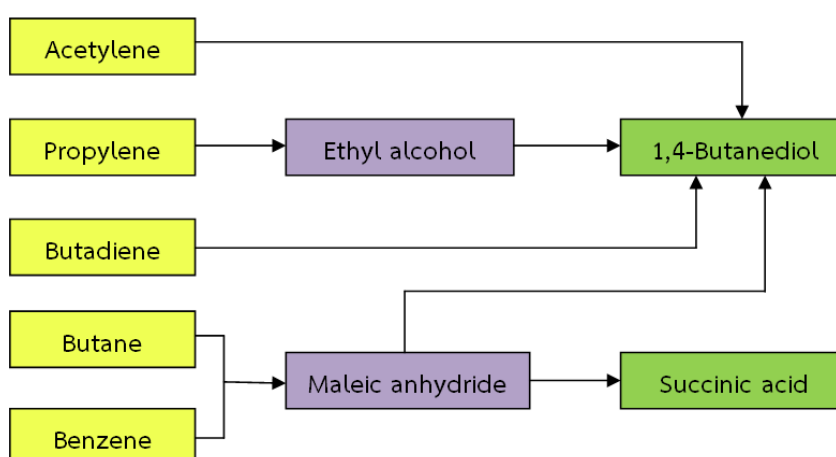 Acetylene
Propylene
Ethyl alcohol
1,4-Butanediol
Butadiene
Butane
Maleic anhydride
Succinic acid
Benzene